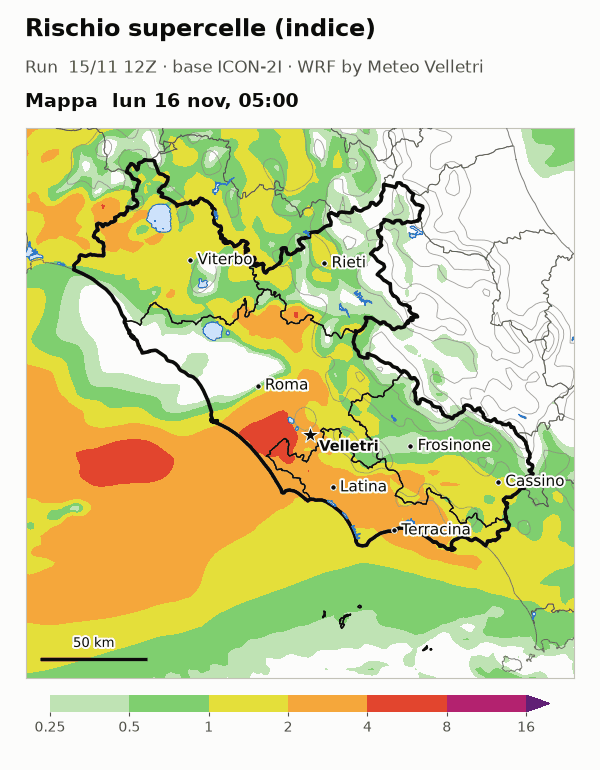 Rischio supercelle (indice)
Run  15/11 12Z · base ICON-2I · WRF by Meteo Velletri
Mappa  lun 16 nov, 05:00
Viterbo
Rieti
Roma
Velletri
Frosinone
Cassino
Latina
Terracina
50 km
0.25 0.5 1 2 4 8 16